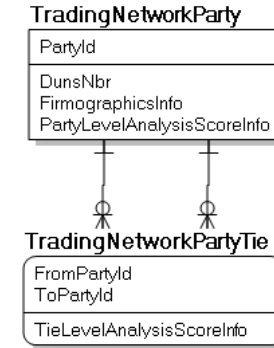 TradingNetworkParty
PartyId
DunsNbr
FirmographicsInfo
PartyLevelAnalysisScoreInfo
TradingNetworkPartyTie
FromPartyId
ToPartyId
TieLevelAnalysisScoreInfo